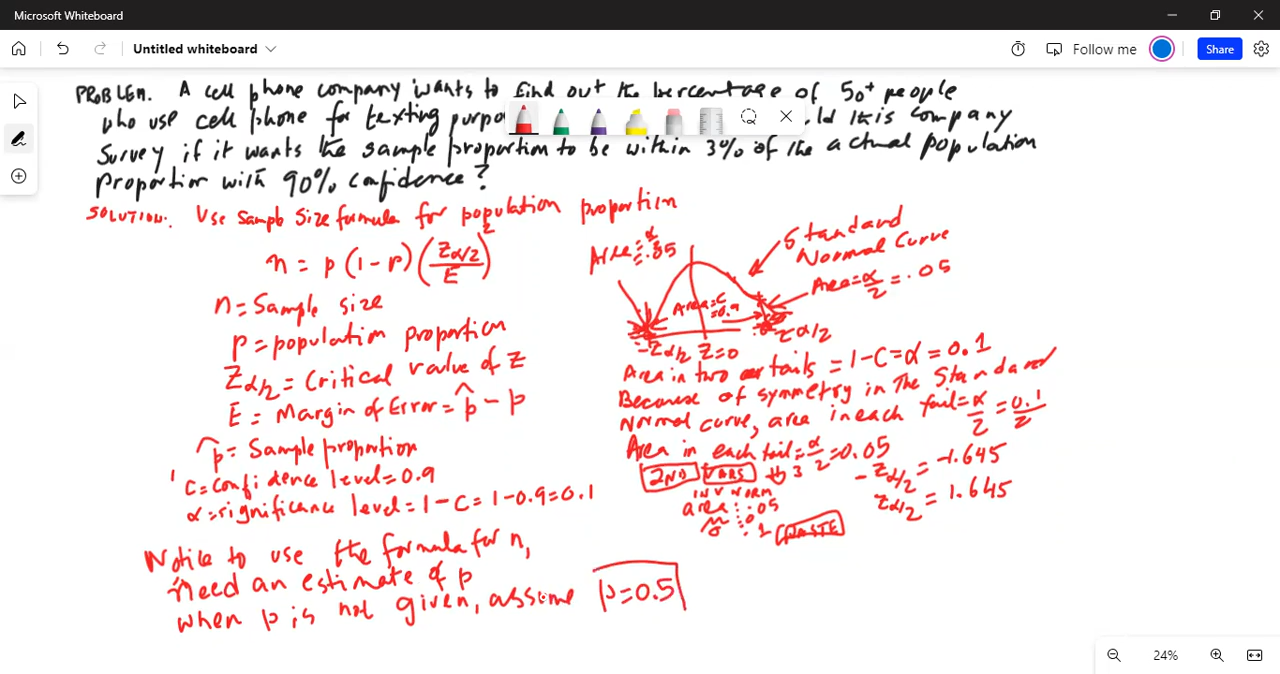 Microsoft Whiteboard
Untitled whiteboard
Follow me
Share
PROBLEM. A cell phone company wants to find out the percentage of 50+ people
who use cell phone for texting purpo ld this company
Survey if it wants the sample proportion to be within 3% of the actual population
proportion with 90% confidence?
SOLUTION. Use Sample Size formula for population proportion
n = p (1-p) (Zα/2 / E)²
n = Sample size
p = population proportion
Zα/2 = Critical value of Z
E = Margin of Error = p̂ - p
p̂ = Sample proportion
C = confidence level = 0.9
α = significance level = 1-C = 1-0.9 = 0.1
Notice to use the formula for n,
need an estimate of p
when p is not given, assume p=0.5
Area = α/2 = .05
Standard
Normal Curve
Area = α/2 = .05
Area = C
= 0.9
-Zα/2 Z=0 Zα/2
Area in two tails = 1-C = α = 0.1
Because of symmetry in The Standard
Normal curve, area in each tail = α/2 = 0.1/2
Area in each tail = α/2 = 0.05
2ND VARS ↓ 3
INV NORM
area : .05
μ : 0
σ : 1 PASTE
-Zα/2 = -1.645
Zα/2 = 1.645
24%